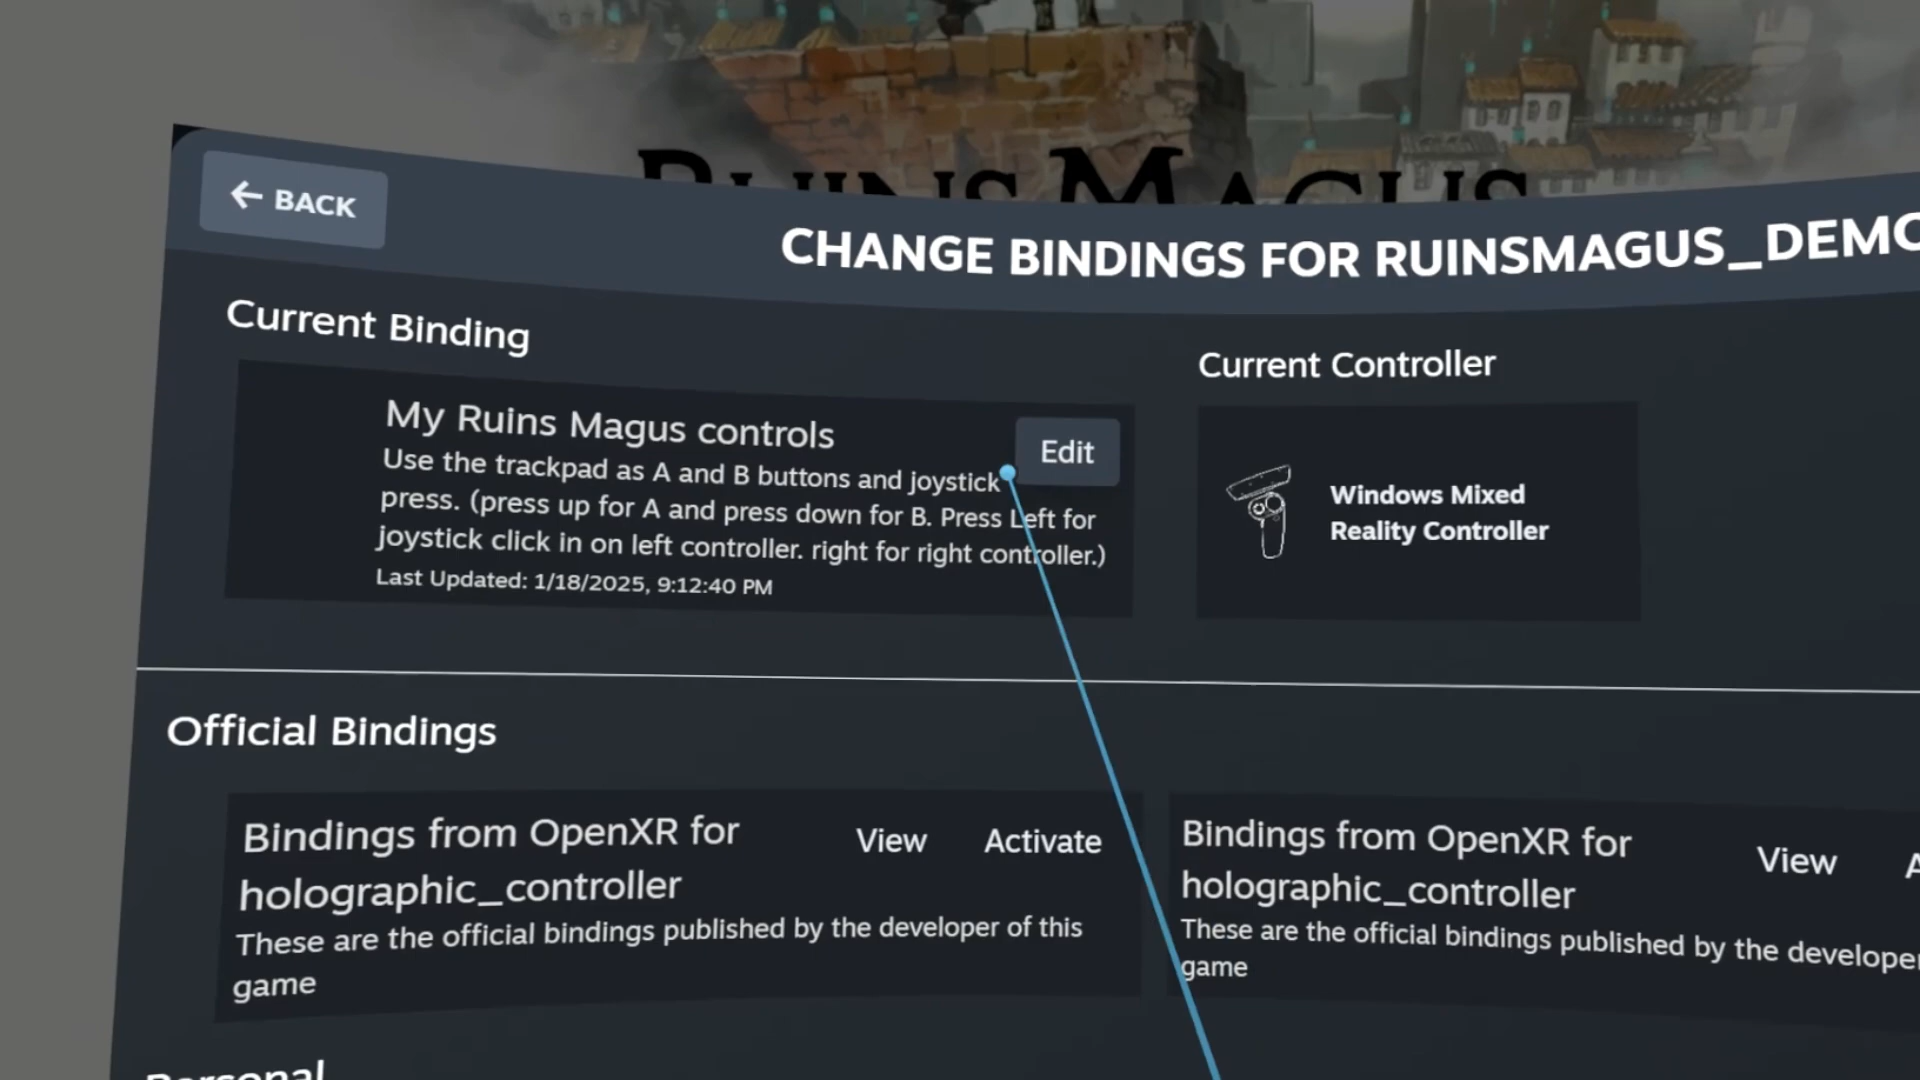 RUINS MAGUS
← BACK
CHANGE BINDINGS FOR RUINSMAGUS_DEMO
Current Binding
My Ruins Magus controls
Edit
Use the trackpad as A and B buttons and joystick
press. (press up for A and press down for B. Press Left for
joystick click in on left controller. right for right controller.)
Last Updated: 1/18/2025, 9:12:40 PM
Current Controller
Windows Mixed
Reality Controller
Official Bindings
Bindings from OpenXR for
holographic_controller
View
Activate
These are the official bindings published by the developer of this
game
Bindings from OpenXR for
holographic_controller
View
These are the official bindings published by the developer
game
Personal